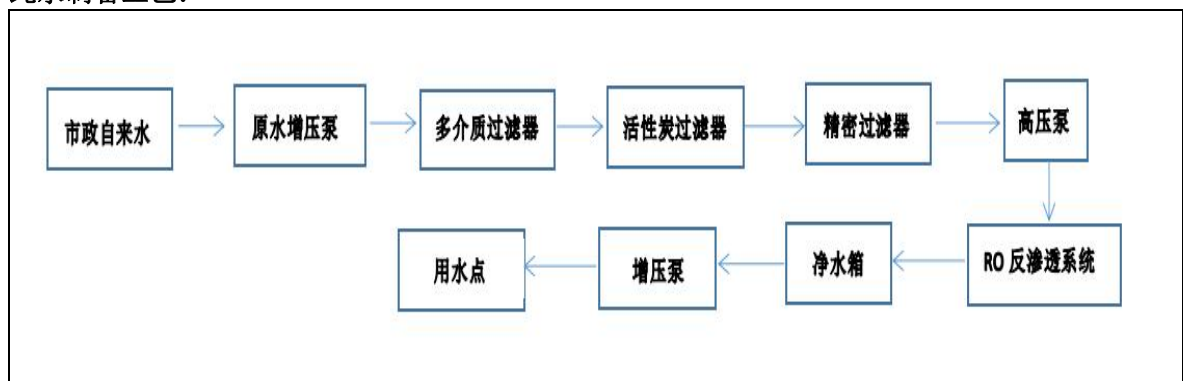 市政自来水
原水增压泵
多介质过滤器
活性炭过滤器
精密过滤器
高压泵
RO 反渗透系统
净水箱
增压泵
用水点